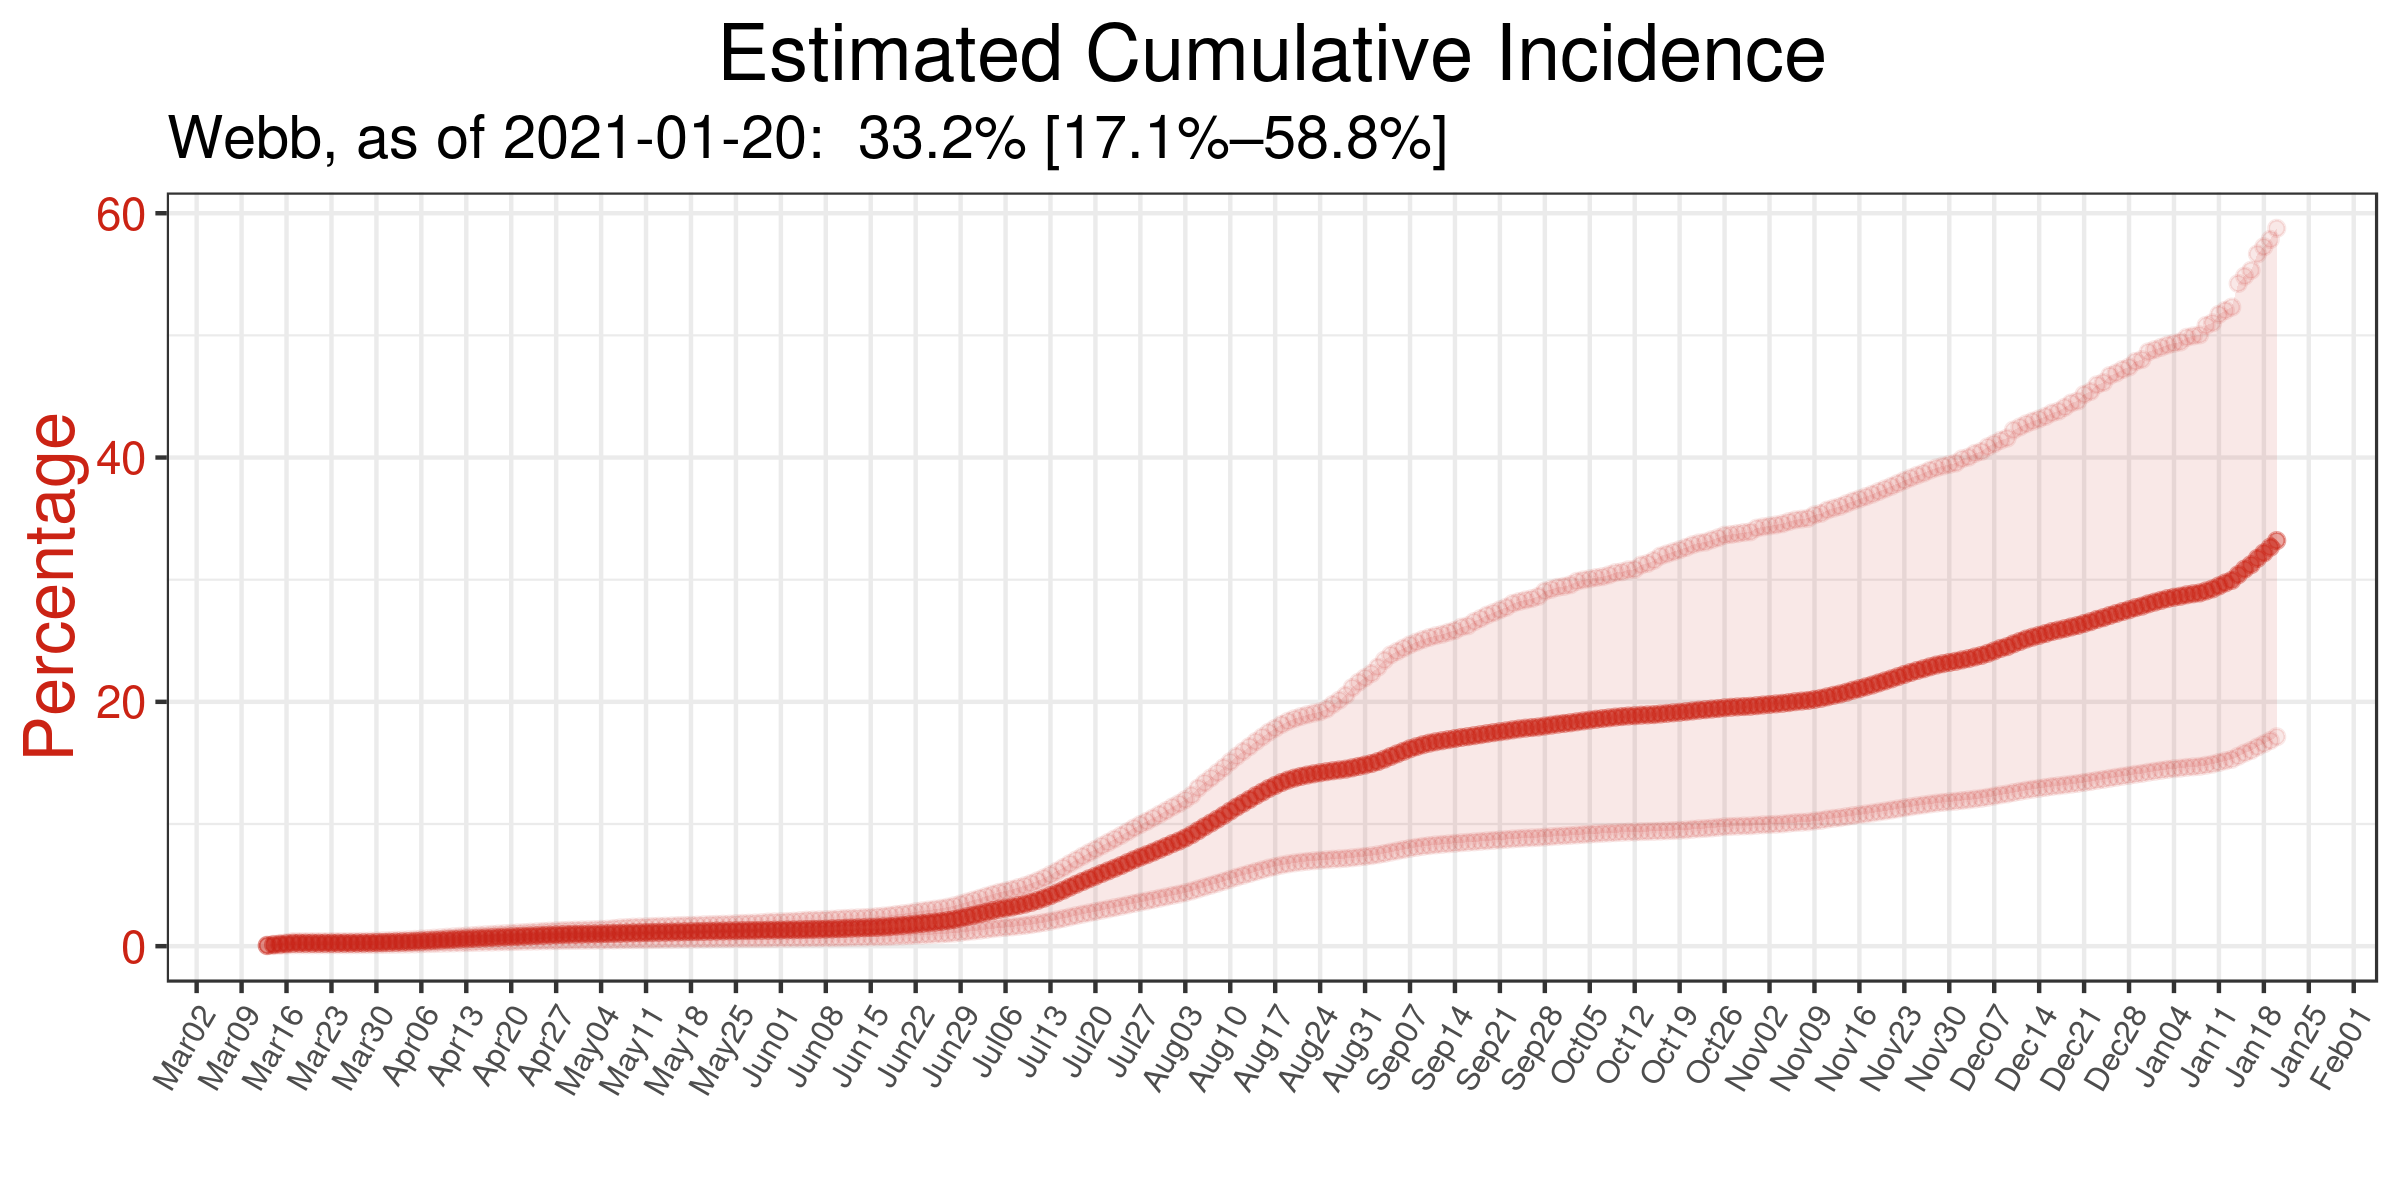 Estimated Cumulative Incidence
Webb, as of 2021-01-20:  33.2% [17.1%–58.8%]
Percentage
60
40
20
0
Mar02
Mar09
Mar16
Mar23
Mar30
Apr06
Apr13
Apr20
Apr27
May04
May11
May18
May25
Jun01
Jun08
Jun15
Jun22
Jun29
Jul06
Jul13
Jul20
Jul27
Aug03
Aug10
Aug17
Aug24
Aug31
Sep07
Sep14
Sep21
Sep28
Oct05
Oct12
Oct19
Oct26
Nov02
Nov09
Nov16
Nov23
Nov30
Dec07
Dec14
Dec21
Dec28
Jan04
Jan11
Jan18
Jan25
Feb01